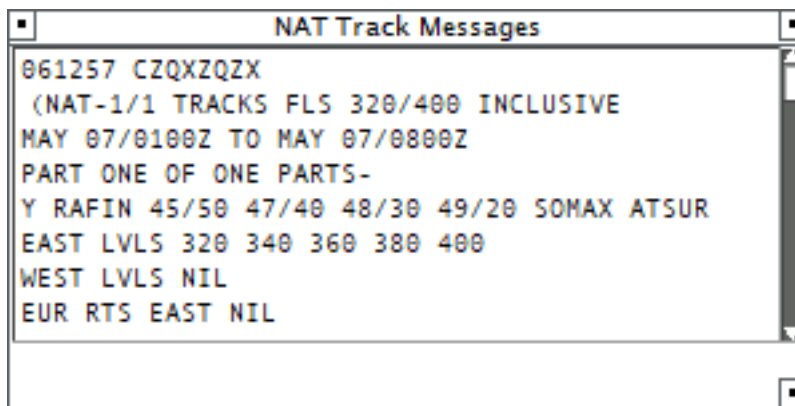 NAT Track Messages
061257 CZQXZQZX
(NAT-1/1 TRACKS FLS 320/400 INCLUSIVE
MAY 07/0100Z TO MAY 07/0800Z
PART ONE OF ONE PARTS-
Y RAFIN 45/50 47/40 48/30 49/20 SOMAX ATSUR
EAST LVLS 320 340 360 380 400
WEST LVLS NIL
EUR RTS EAST NIL